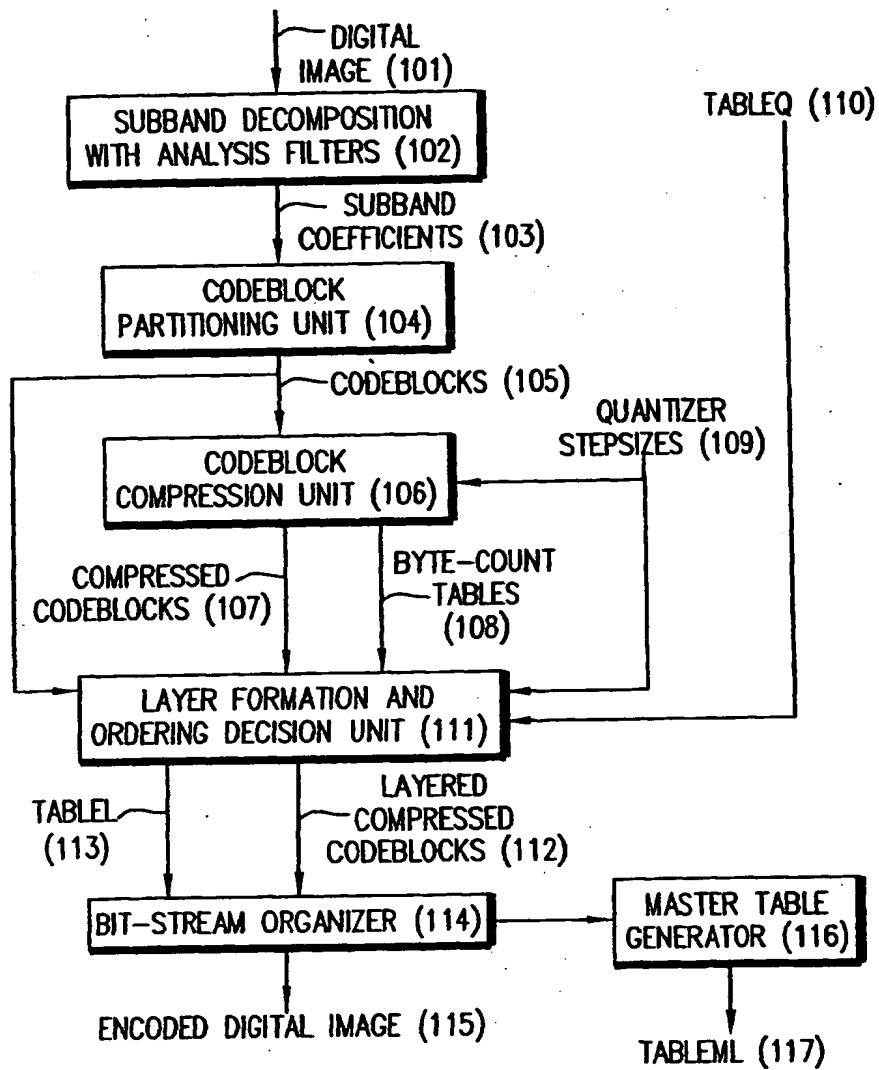 DIGITAL
IMAGE (101)
TABLEQ (110)
SUBBAND DECOMPOSITION
WITH ANALYSIS FILTERS (102)
SUBBAND
COEFFICIENTS (103)
CODEBLOCK
PARTITIONING UNIT (104)
CODEBLOCKS (105)
QUANTIZER
STEPSIZES (109)
CODEBLOCK
COMPRESSION UNIT (106)
COMPRESSED
CODEBLOCKS (107)
BYTE-COUNT
TABLES
(108)
LAYER FORMATION AND
ORDERING DECISION UNIT (111)
TABLEL
(113)
LAYERED
COMPRESSED
CODEBLOCKS (112)
BIT-STREAM ORGANIZER (114)
MASTER TABLE
GENERATOR (116)
ENCODED DIGITAL IMAGE (115)
TABLEML (117)